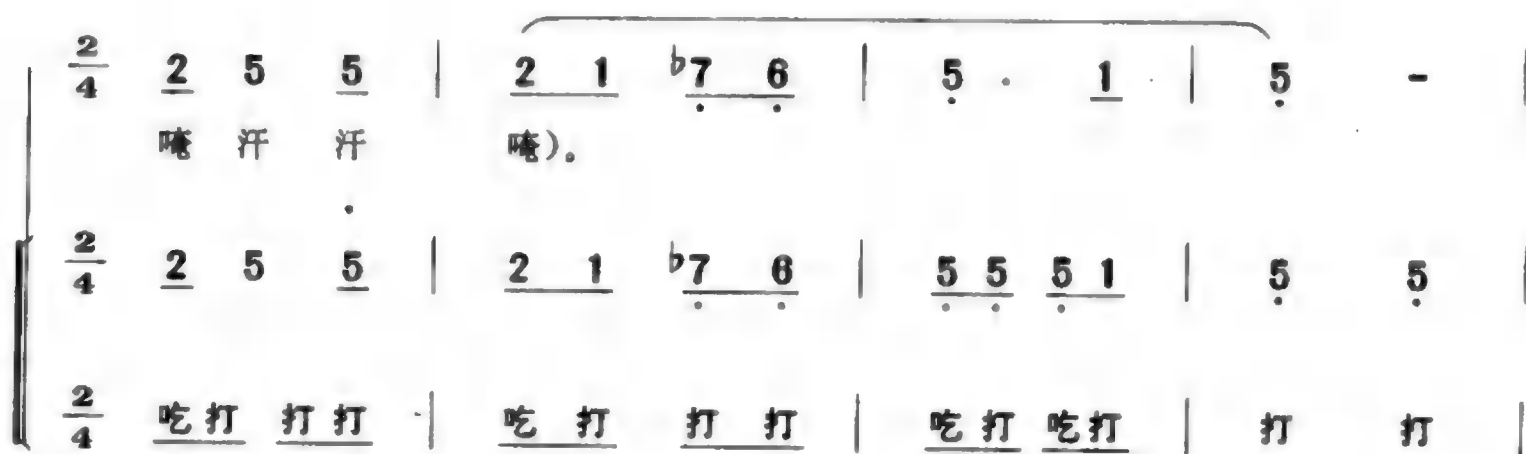 2/4 2 5 5 | 2 1 ♭7 6 | 5 · 1 | 5 - |
唵 汗 汗 唵)。
2/4 2 5 5 | 2 1 ♭7 6 | 5 5 5 1 | 5 5 |
2/4 吃打 打打 | 吃打 打打 | 吃打 吃打 | 打 打 |